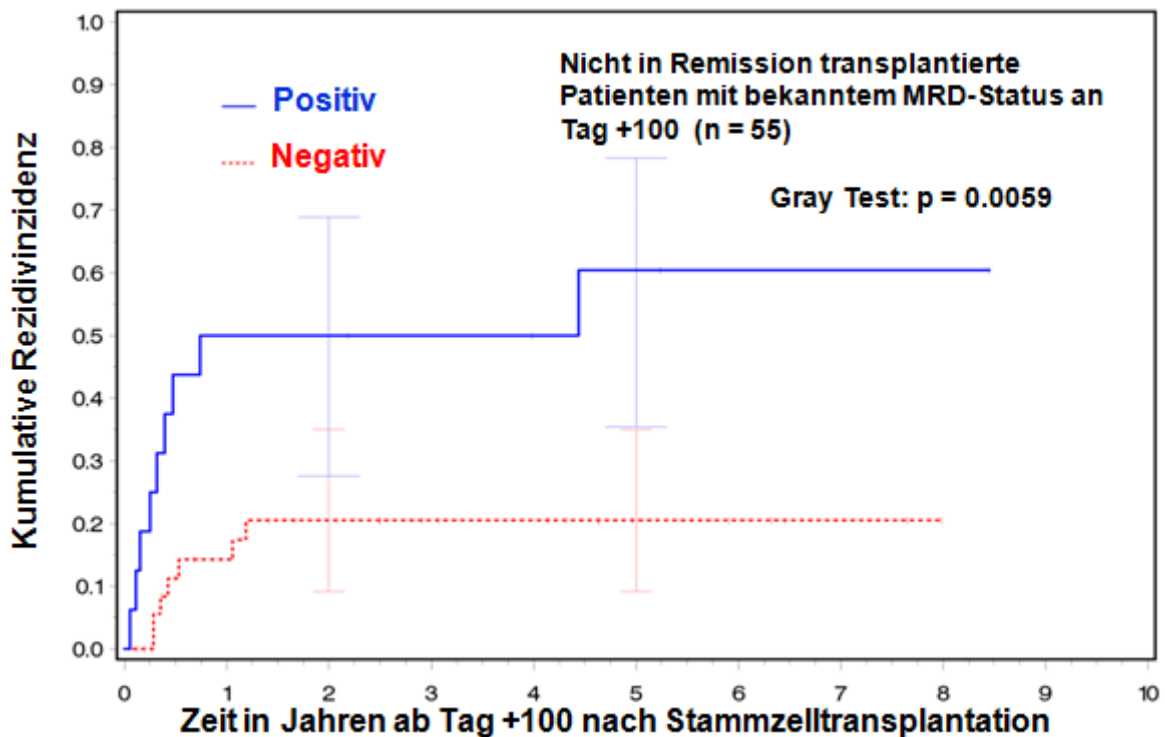 Nicht in Remission transplantierte
Patienten mit bekanntem MRD-Status an
Tag +100 (n = 55)
Positiv
Negativ
Gray Test: p = 0.0059
Kumulative Rezidivinzidenz
1.0
0.9
0.8
0.7
0.6
0.5
0.4
0.3
0.2
0.1
0.0
0 1 2 3 4 5 6 7 8 9 10
Zeit in Jahren ab Tag +100 nach Stammzelltransplantation